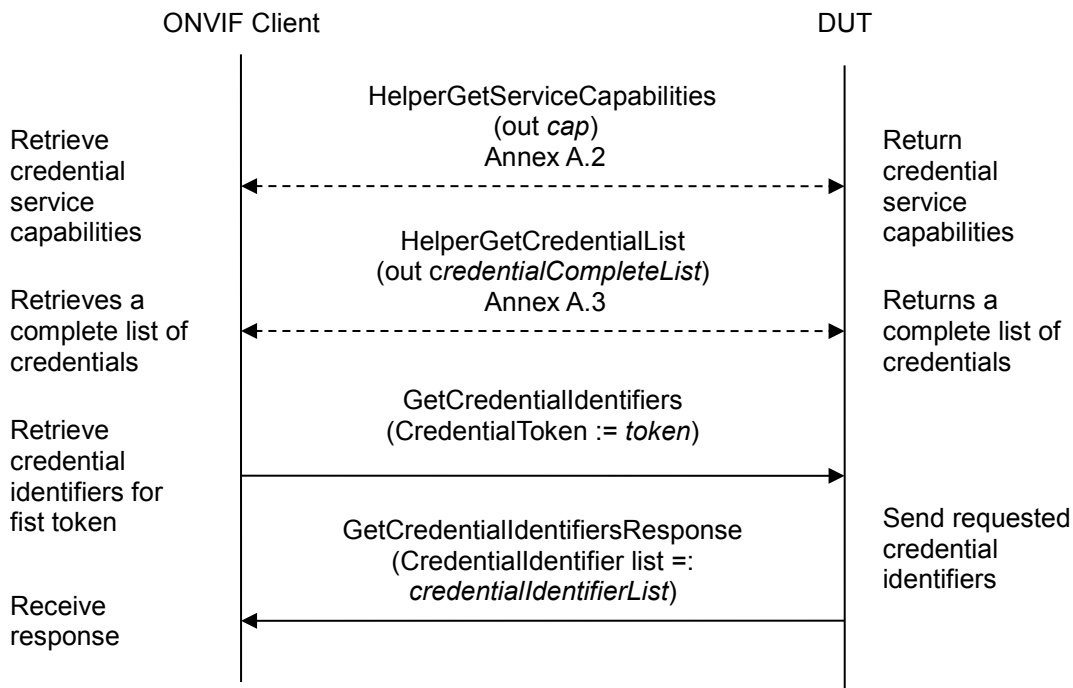 ONVIF Client
DUT
HelperGetServiceCapabilities
(out cap)
Annex A.2
Retrieve
credential
service
capabilities
Return
credential
service
capabilities
HelperGetCredentialList
(out credentialCompleteList)
Annex A.3
Retrieves a
complete list of
credentials
Returns a
complete list of
credentials
GetCredentialIdentifiers
(CredentialToken := token)
Retrieve
credential
identifiers for
fist token
GetCredentialIdentifiersResponse
(CredentialIdentifier list =:
credentialIdentifierList)
Send requested
credential
identifiers
Receive
response